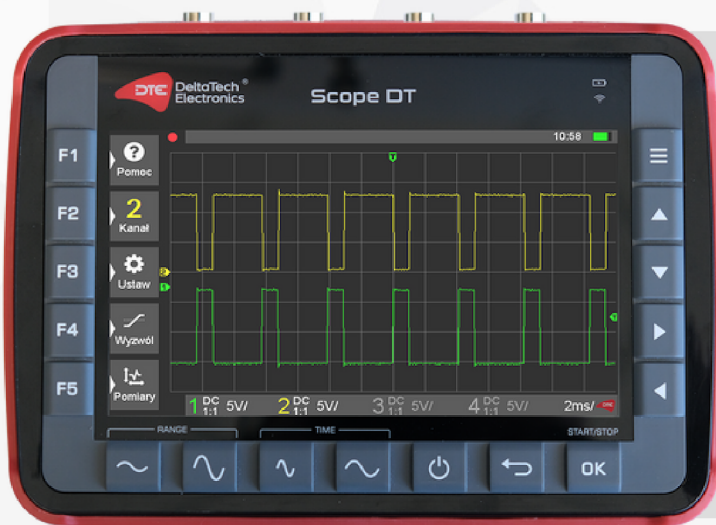 DTE DeltaTech®
Electronics
Scope DT
10:58
F1
?
Pomoc
F2
2
Kanał
F3
Ustaw
F4
Wyzwól
F5
Pomiary
2
1
T
T
1 DC 1:1 5V/ 2 DC 1:1 5V/ 3 DC 1:1 5V/ 4 DC 1:1 5V/ 2ms/
RANGE TIME START/STOP
OK